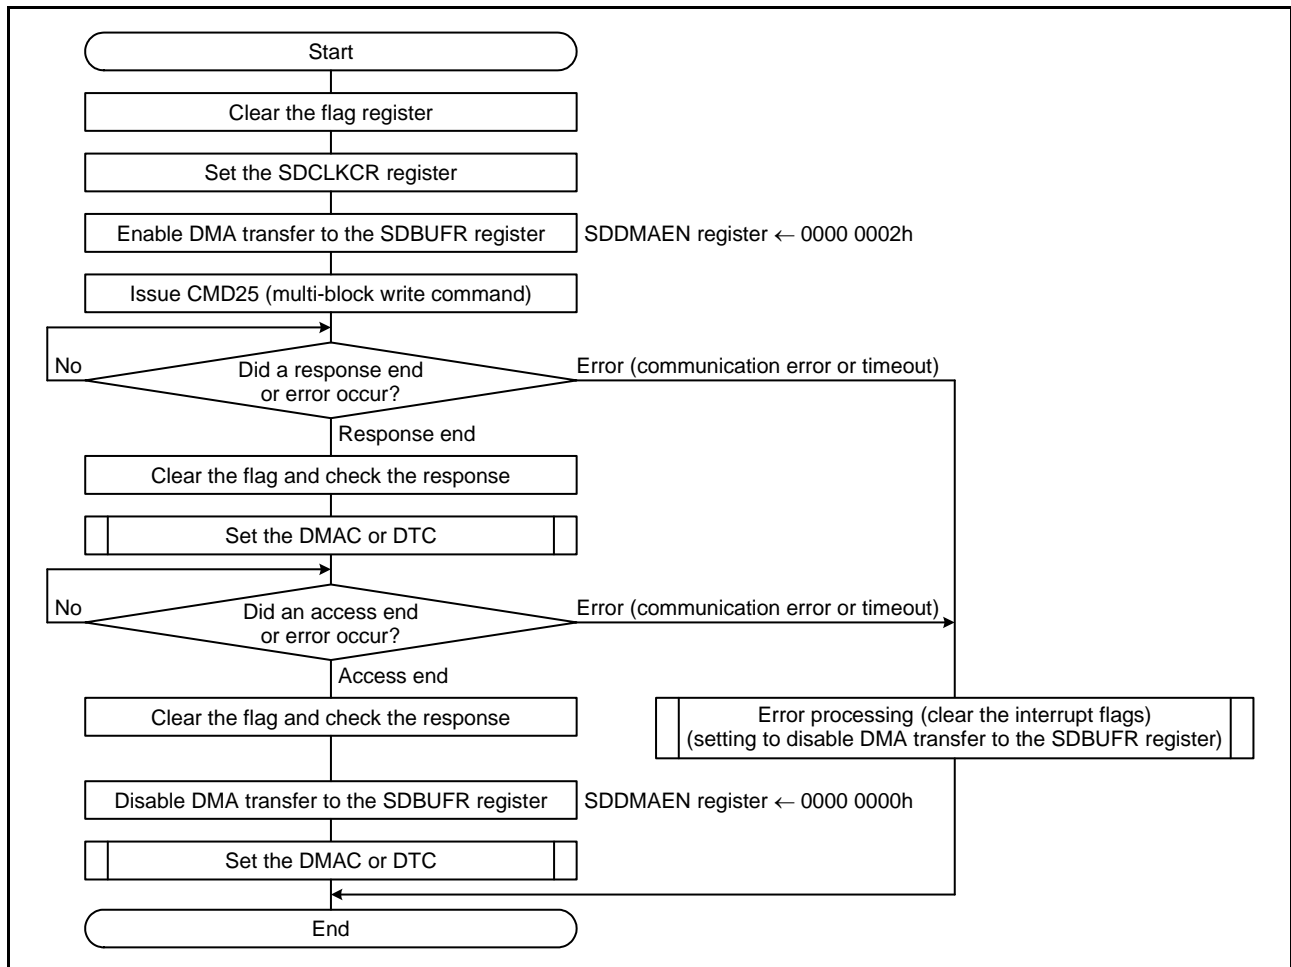 Start
Clear the flag register
Set the SDCLKCR register
Enable DMA transfer to the SDBUFR register
SDDMAEN register ← 0000 0002h
Issue CMD25 (multi-block write command)
No
Did a response end
or error occur?
Error (communication error or timeout)
Response end
Clear the flag and check the response
Set the DMAC or DTC
No
Did an access end
or error occur?
Error (communication error or timeout)
Access end
Clear the flag and check the response
Error processing (clear the interrupt flags)
(setting to disable DMA transfer to the SDBUFR register)
Disable DMA transfer to the SDBUFR register
SDDMAEN register ← 0000 0000h
Set the DMAC or DTC
End